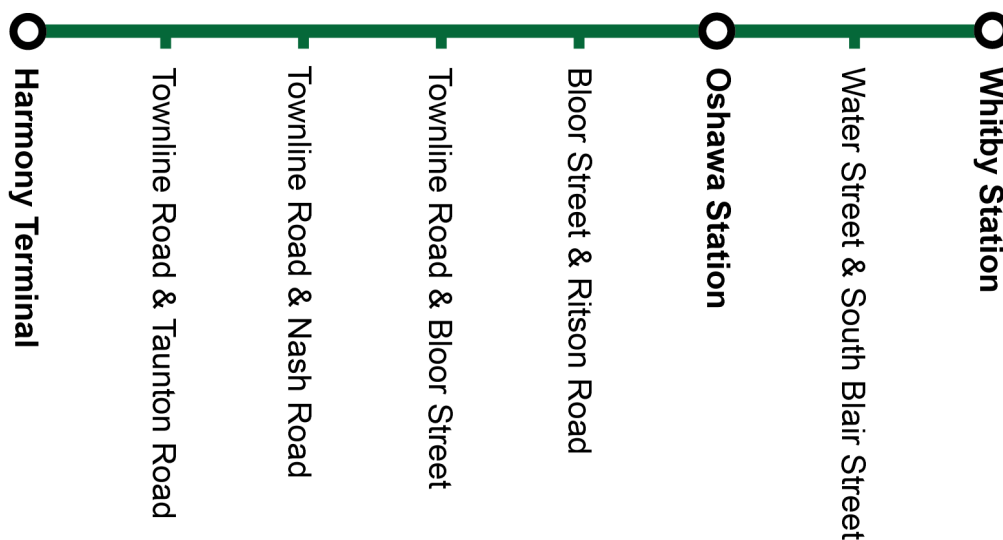 Harmony Terminal
Townline Road & Taunton Road
Townline Road & Nash Road
Townline Road & Bloor Street
Bloor Street & Ritson Road
Oshawa Station
Water Street & South Blair Street
Whitby Station